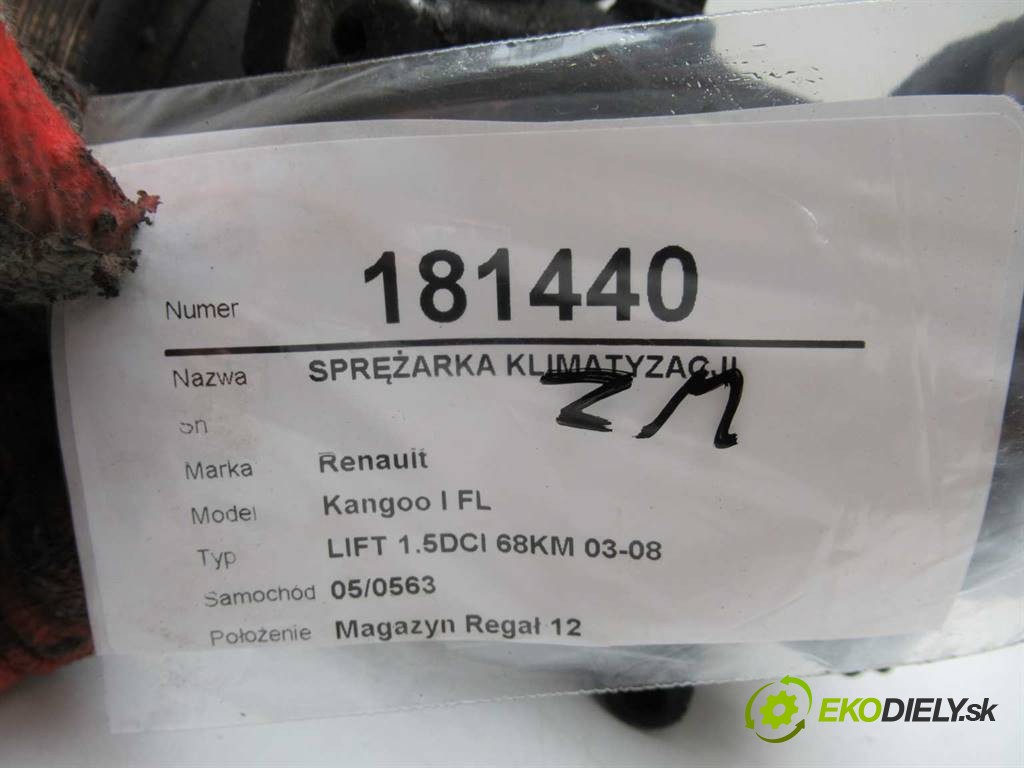 Numer 181440
Nazwa SPRĘŻARKA KLIMATYZACJI
ZM
sn
Marka Renault
Model Kangoo I FL
Typ LIFT 1.5DCI 68KM 03-08
Samochód 05/0563
Położenie Magazyn Regał 12
EKODIELY.sk